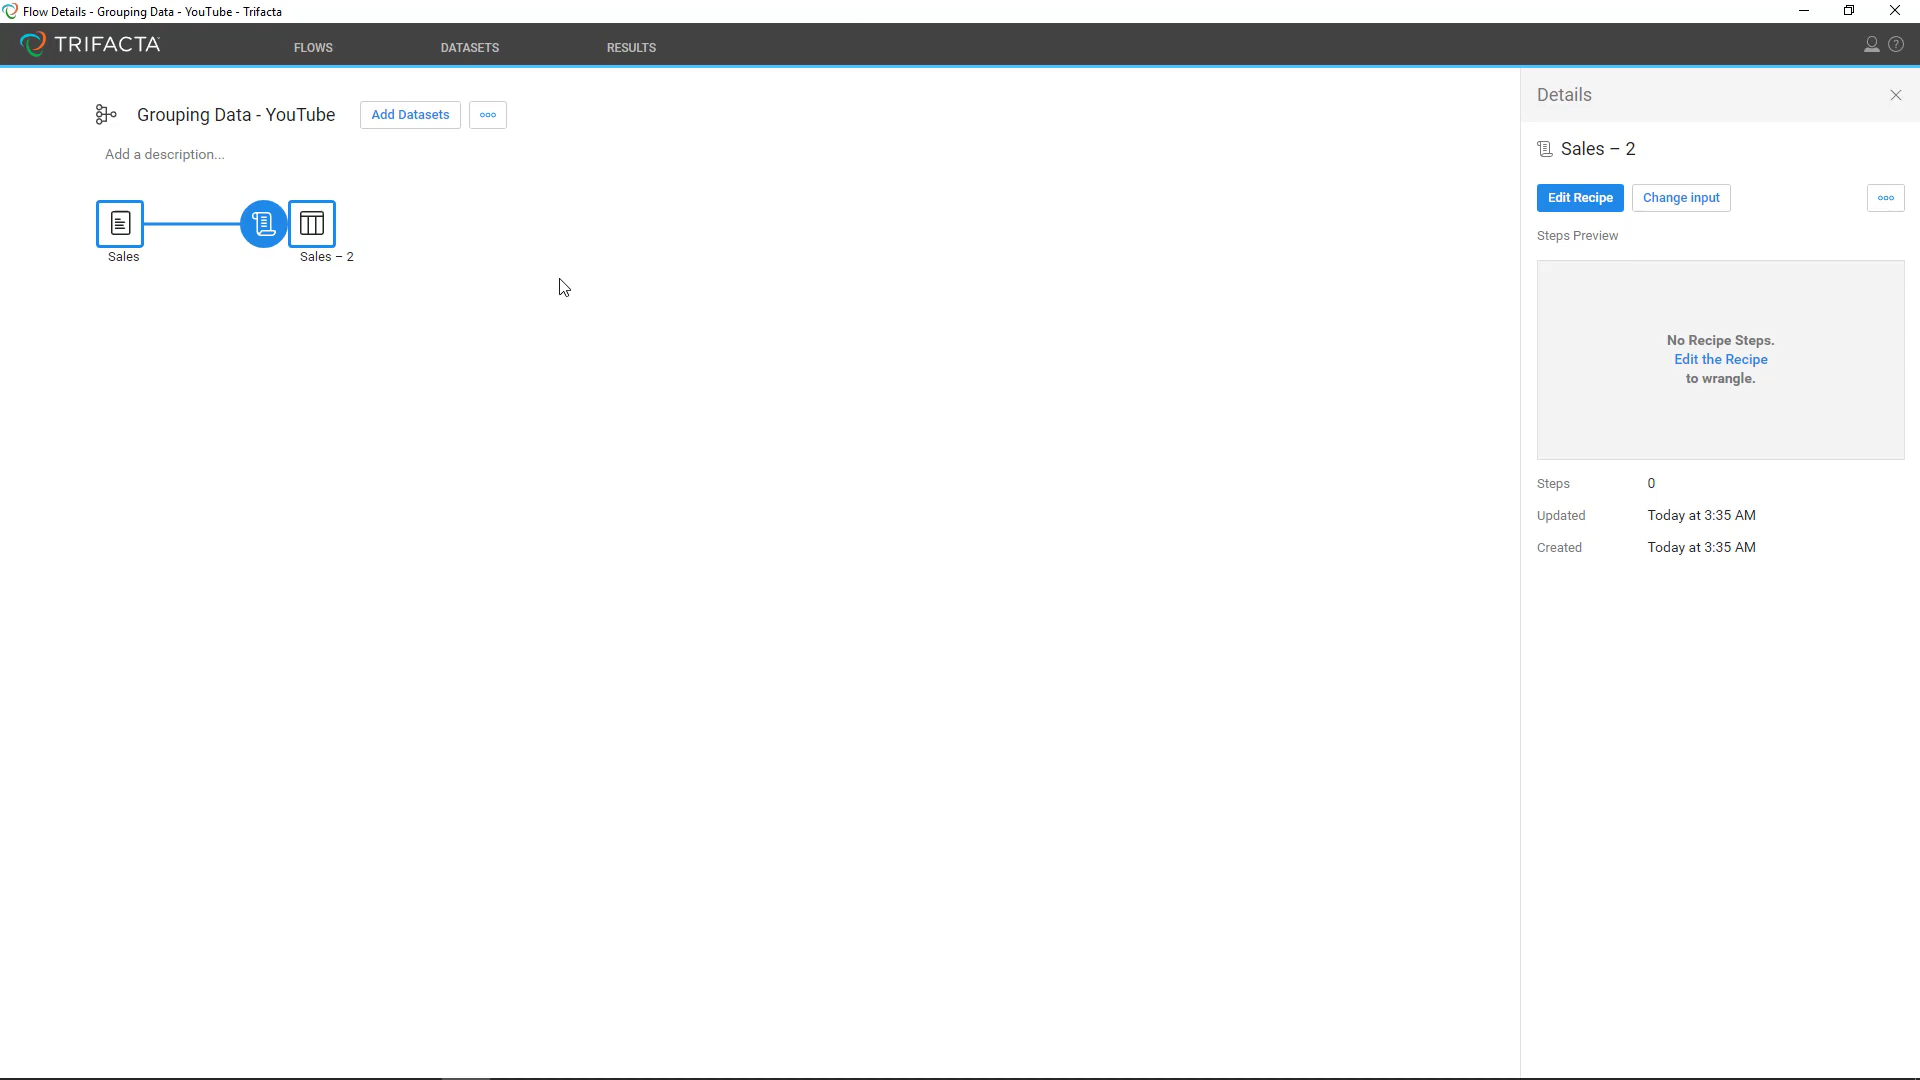 Flow Details - Grouping Data - YouTube - Trifacta
TRIFACTA
FLOWS
DATASETS
RESULTS
Grouping Data - YouTube
Add Datasets
Add a description...
Sales
Sales – 2
Details
Sales – 2
Edit Recipe
Change input
Steps Preview
No Recipe Steps.
Edit the Recipe
to wrangle.
Steps 0
Updated Today at 3:35 AM
Created Today at 3:35 AM